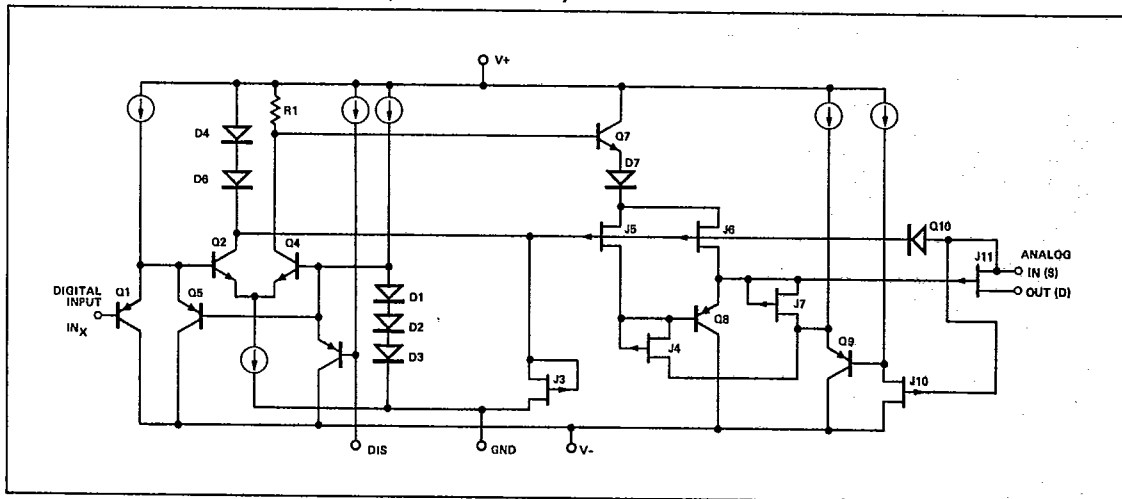 V+
R1
D4
Q7
D7
D6
J5
J6
Q10
Q2
Q4
J11
ANALOG
IN (S)
OUT (D)
DIGITAL
INPUT
INX
Q1
Q5
D1
D2
D3
Q8
J7
J4
Q9
J3
J10
DIS
GND
V-